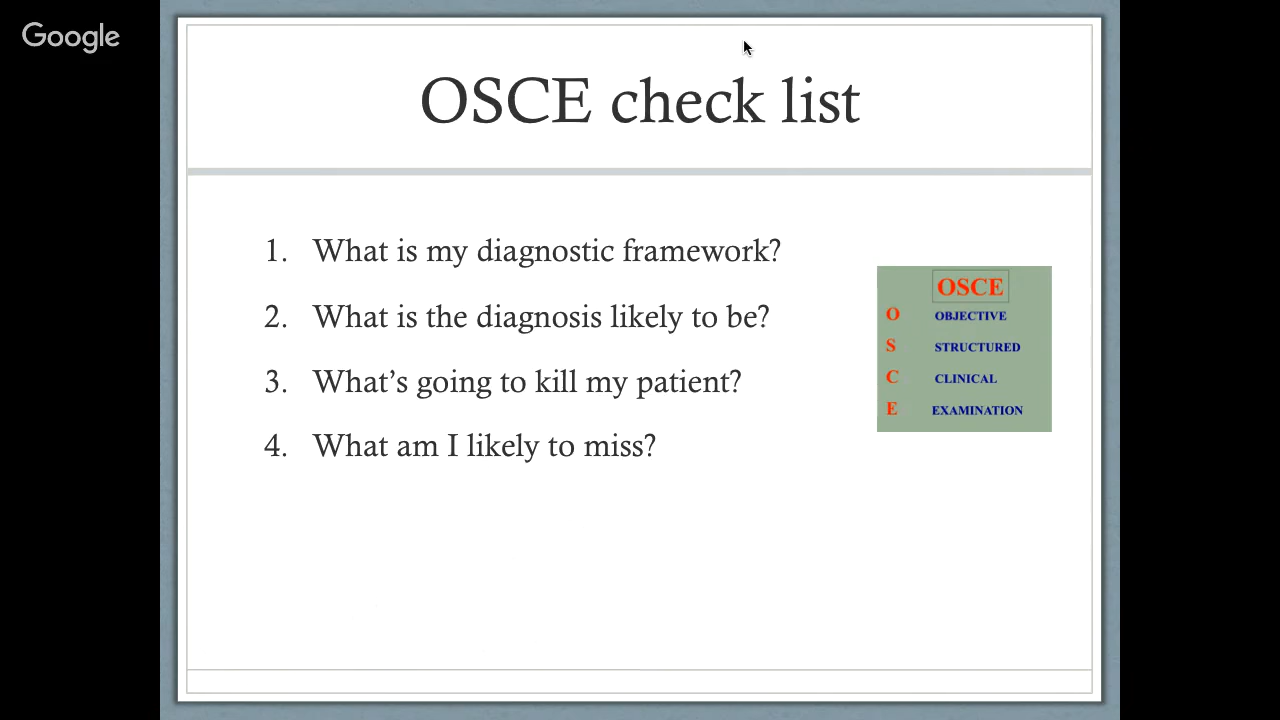 Google
OSCE check list
1. What is my diagnostic framework?
2. What is the diagnosis likely to be?
3. What's going to kill my patient?
4. What am I likely to miss?
OSCE
O OBJECTIVE
S STRUCTURED
C CLINICAL
E EXAMINATION